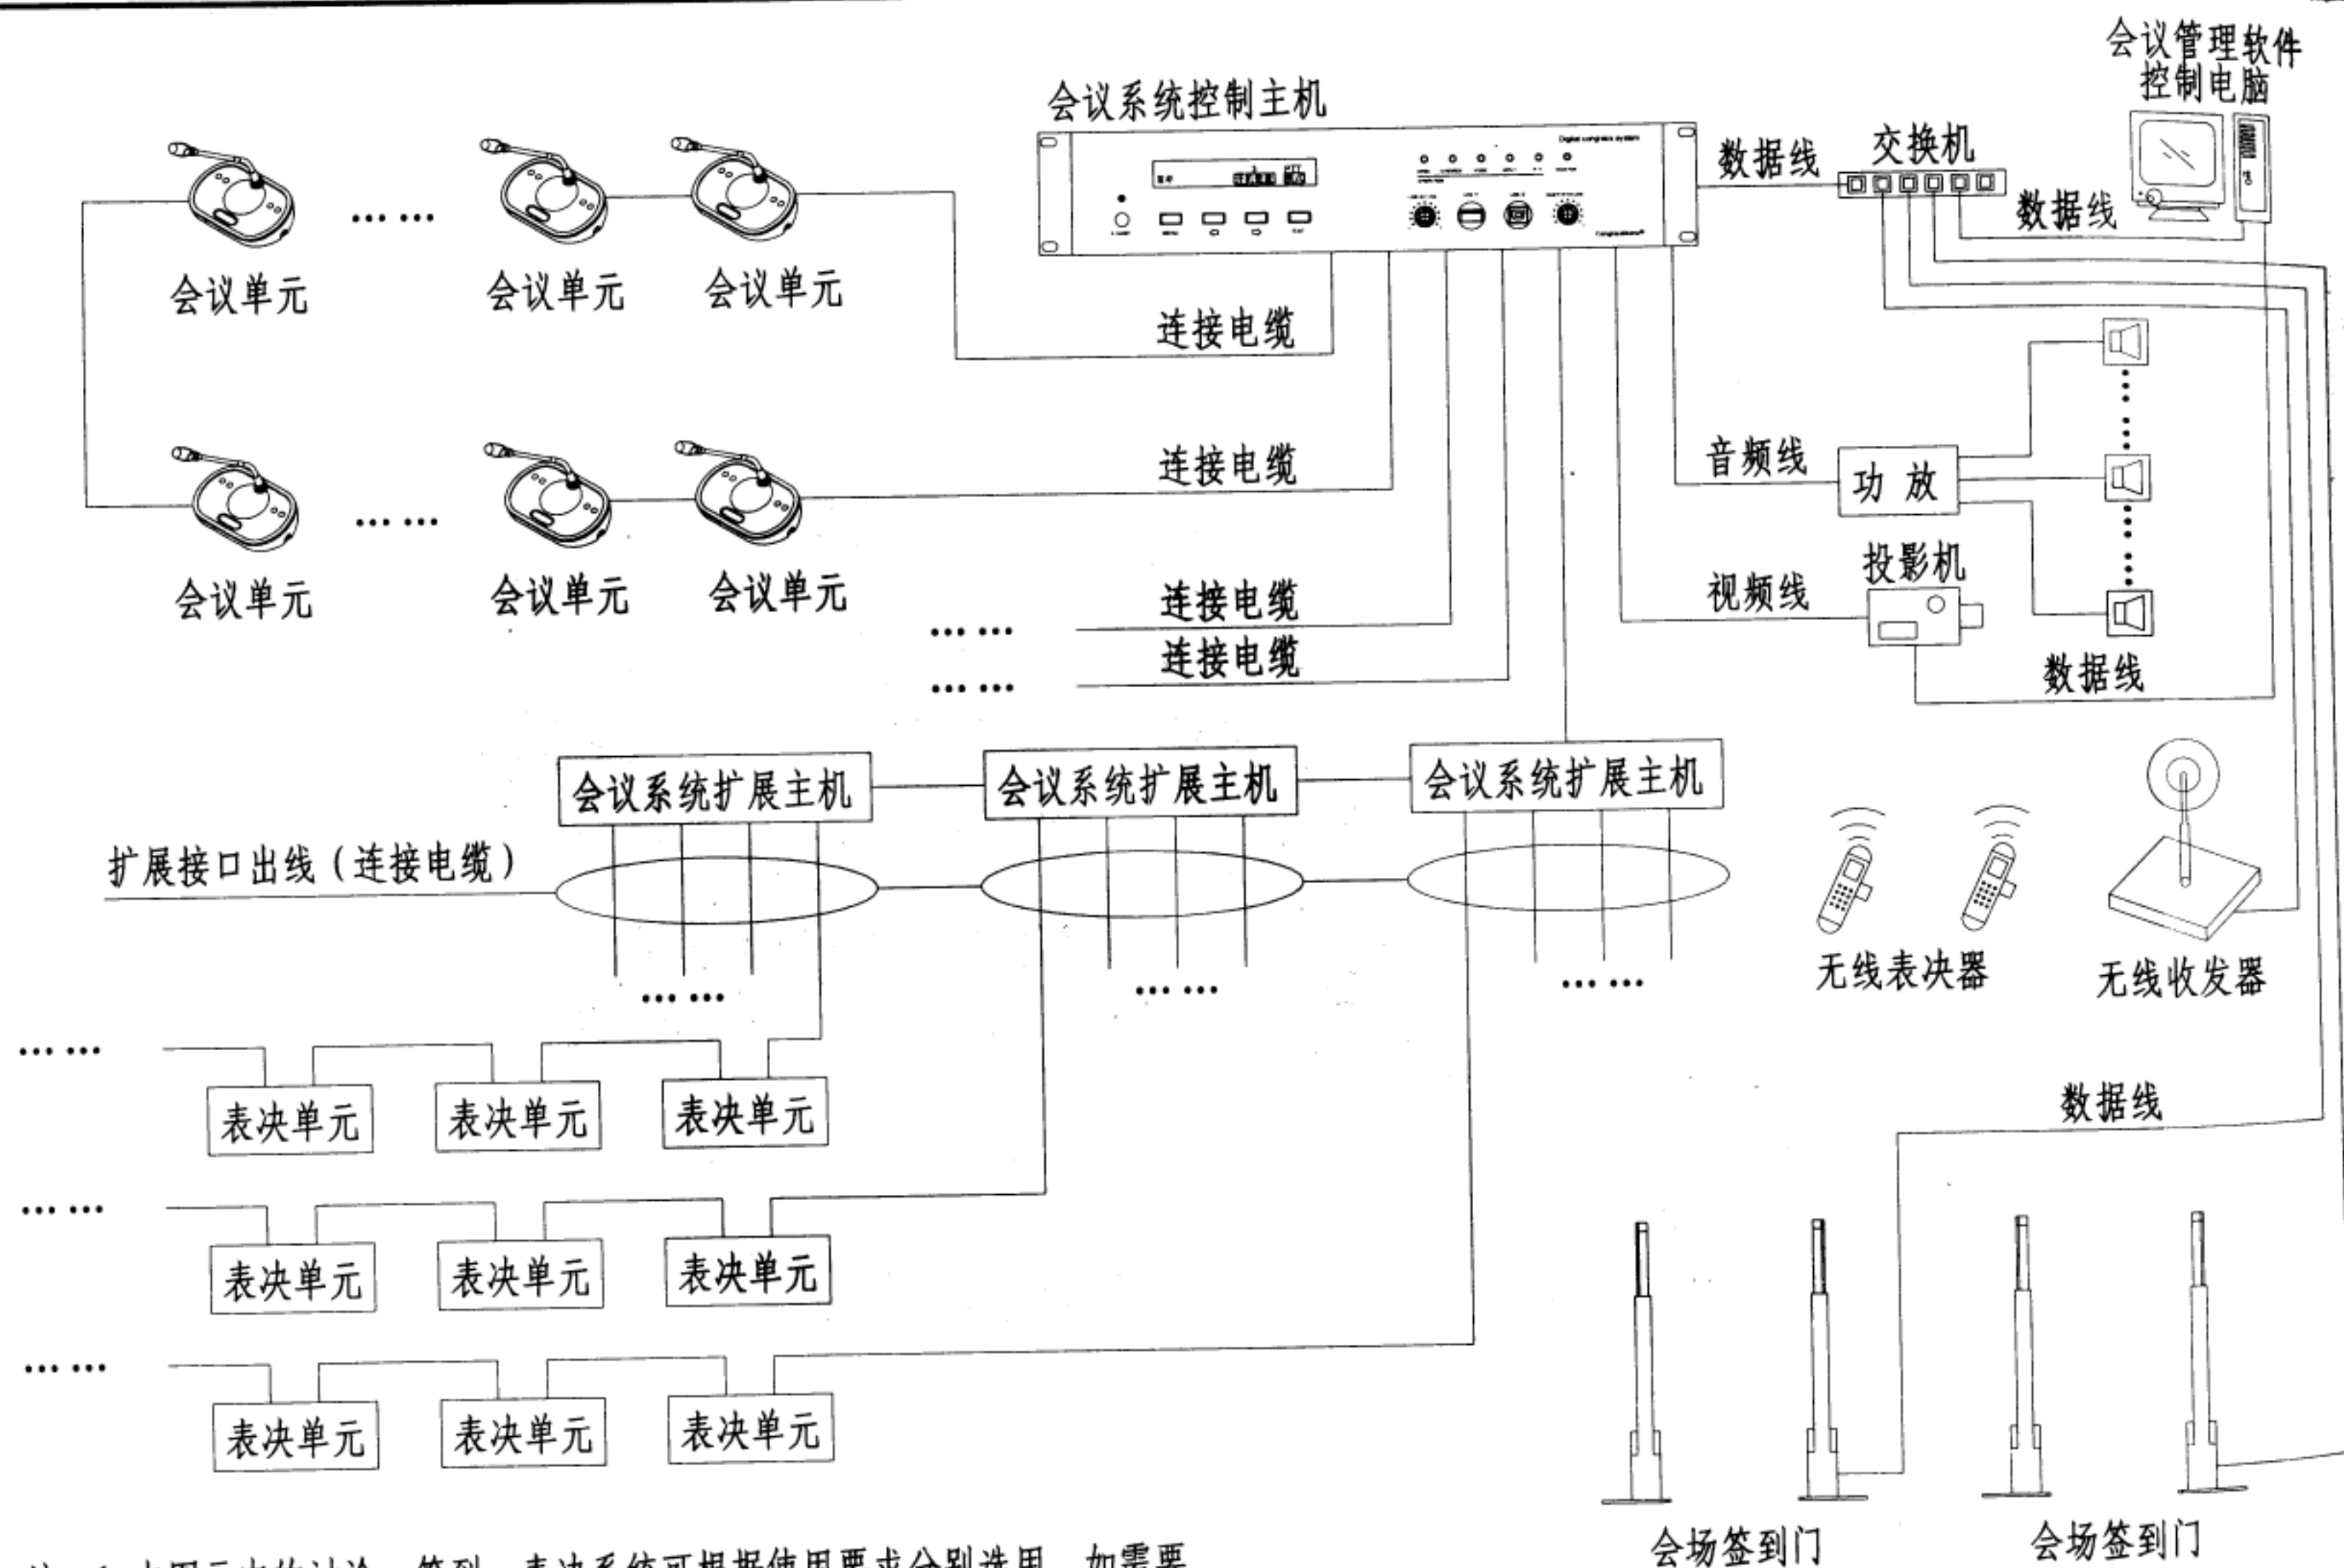 会议管理软件
控制电脑
会议系统控制主机
Digital congress system
数据线
交换机
数据线
会议单元
会议单元
会议单元
连接电缆
连接电缆
音频线
功 放
投影机
会议单元
会议单元
会议单元
连接电缆
视频线
连接电缆
数据线
会议系统扩展主机
会议系统扩展主机
会议系统扩展主机
扩展接口出线(连接电缆)
无线表决器
无线收发器
表决单元
表决单元
表决单元
数据线
表决单元
表决单元
表决单元
表决单元
表决单元
表决单元
会场签到门
会场签到门